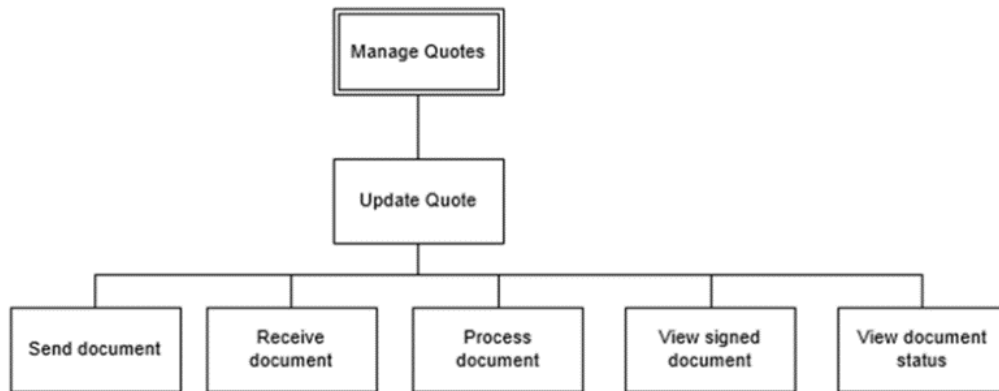 Manage Quotes
Update Quote
Send document
Receive
document
Process
document
View signed
document
View document
status